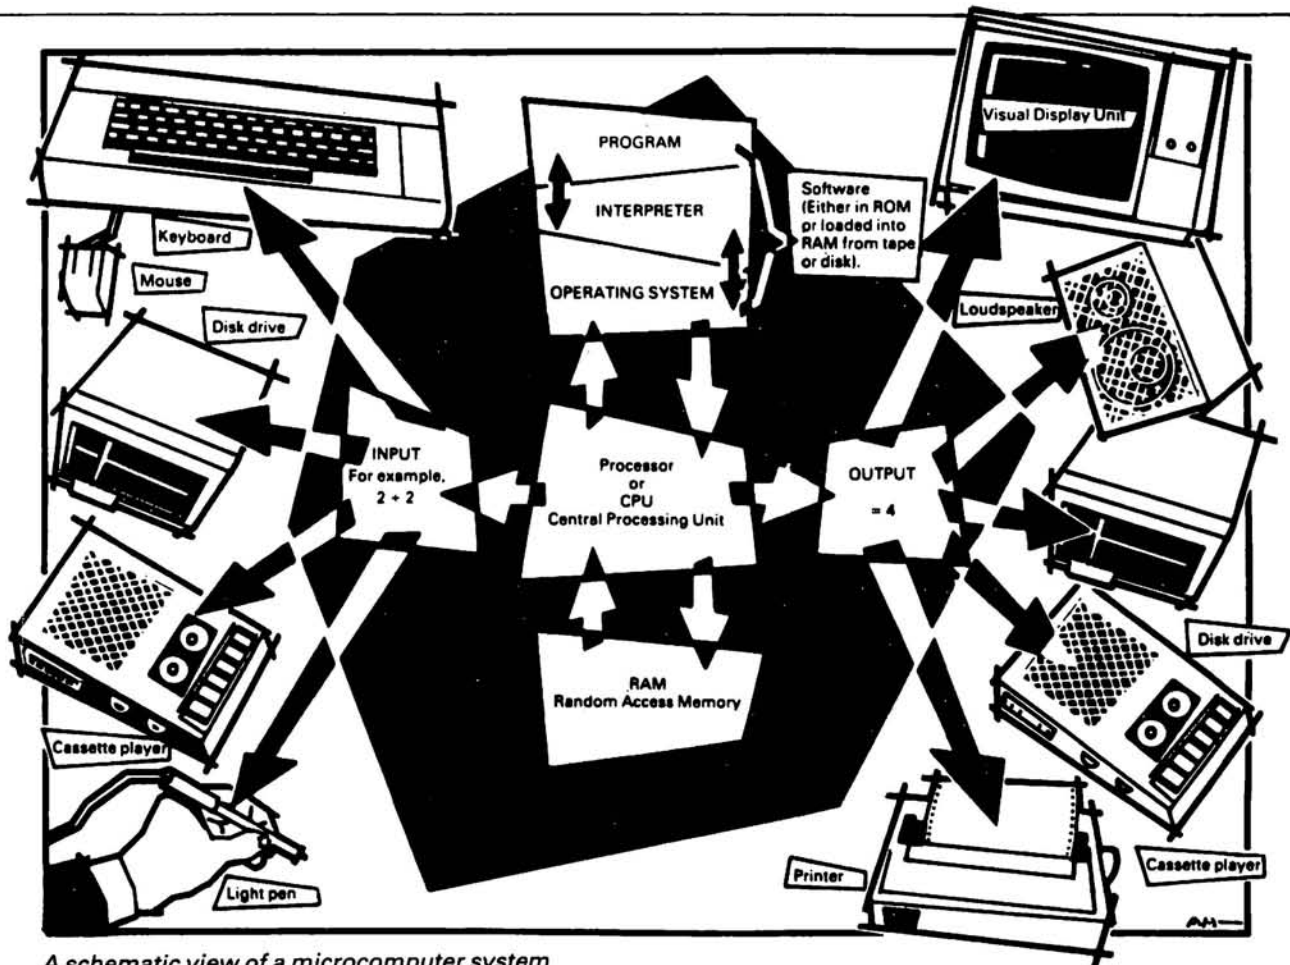 Visual Display Unit
PROGRAM
Software
(Either in ROM
pr loaded into
RAM from tape
or disk).
INTERPRETER
Keyboard
Mouse
OPERATING SYSTEM
Loudspeaker
Disk drive
INPUT
For example,
2 + 2
Processor
or
CPU
Central Processing Unit
OUTPUT
= 4
Disk drive
RAM
Random Access Memory
Cassette player
Cassette player
Printer
Light pen
AH
A schematic view of a microcomputer system